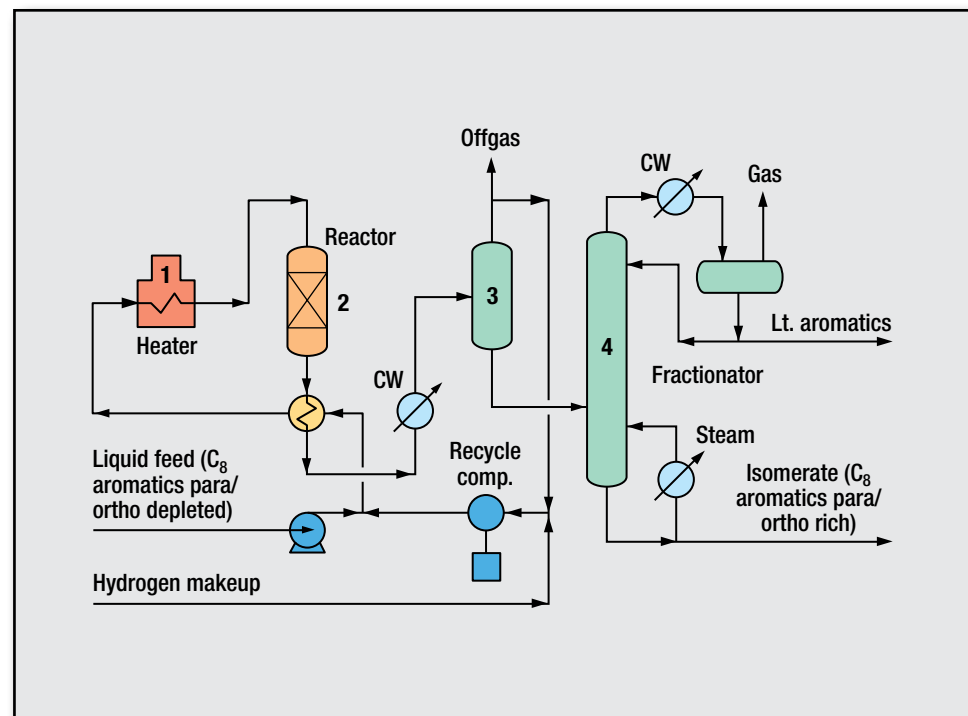 Offgas
CW
Gas
Reactor
1
2
3
Heater
4
Lt. aromatics
Fractionator
CW
Steam
Liquid feed (C₈
aromatics para/
ortho depleted)
Recycle
comp.
Isomerate (C₈
aromatics para/
ortho rich)
Hydrogen makeup